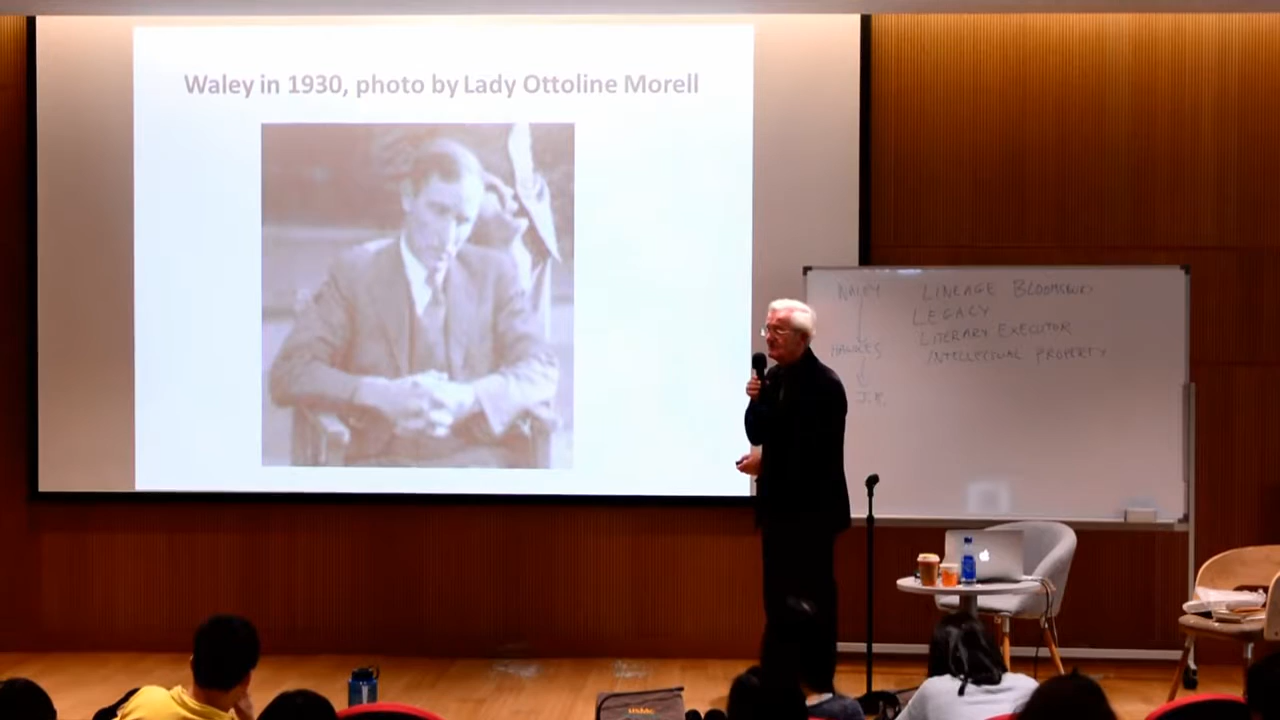 Waley in 1930, photo by Lady Ottoline Morell
WALEY LINEAGE BLOOMSBURY
LEGACY
LITERARY EXECUTOR
HAWKES INTELLECTUAL PROPERTY
J.M.